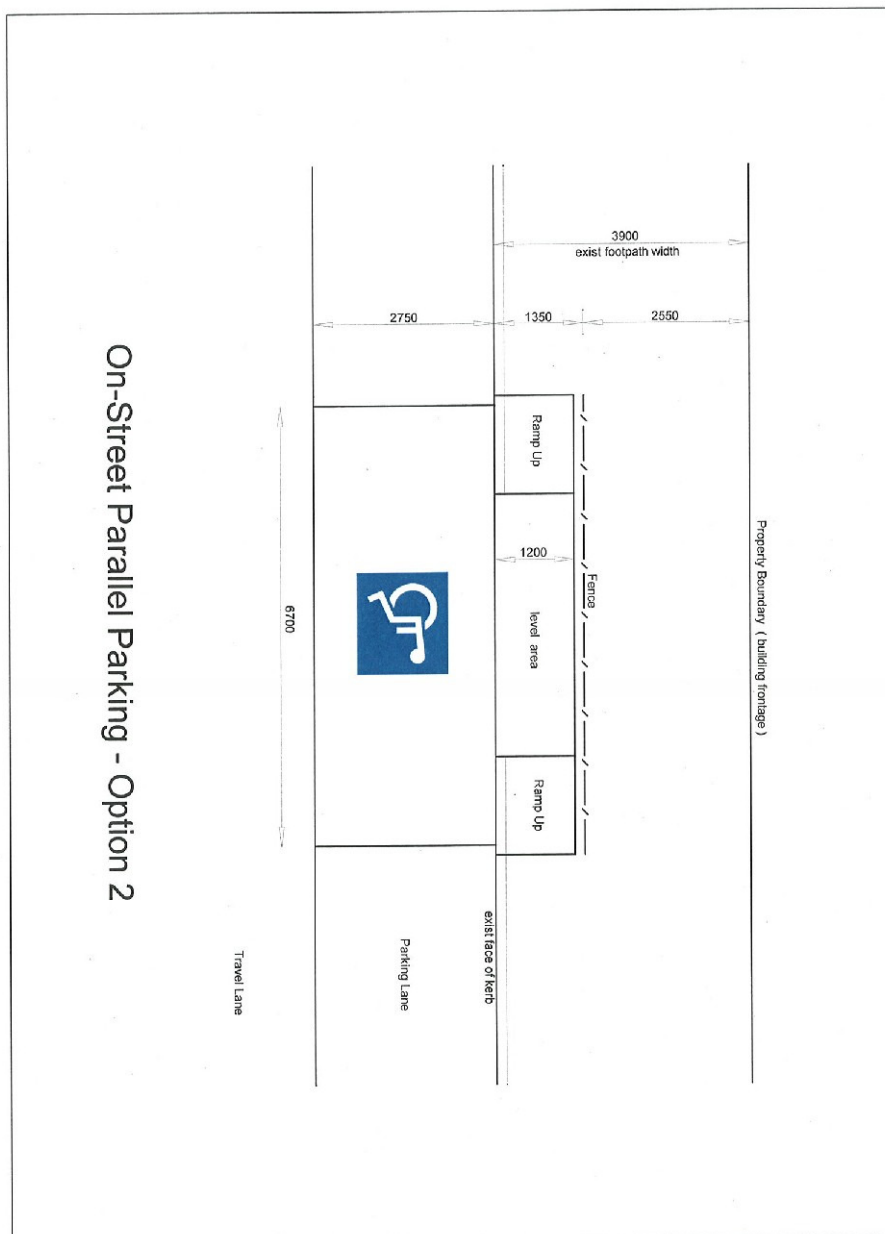 3900
exist footpath width
2750
1350
2550
Ramp Up
1200
level area
Fence
Property Boundary ( building frontage )
Ramp Up
6700
exist face of kerb
Parking Lane
Travel Lane
On-Street Parallel Parking - Option 2